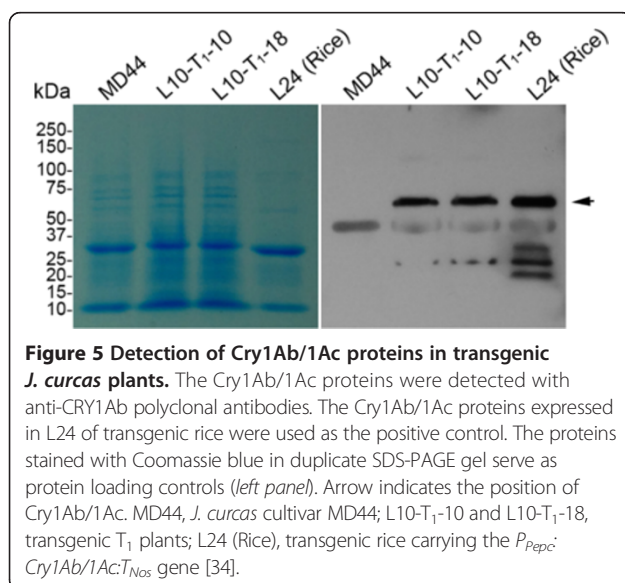 MD44
L10-T₁-10
L10-T₁-18
L24 (Rice)
MD44
L10-T₁-10
L10-T₁-18
L24 (Rice)
kDa
250-
150-
100-
75-
50-
37-
25-
20-
15-
10-
Figure 5 Detection of Cry1Ab/1Ac proteins in transgenic
J. curcas plants. The Cry1Ab/1Ac proteins were detected with
anti-CRY1Ab polyclonal antibodies. The Cry1Ab/1Ac proteins expressed
in L24 of transgenic rice were used as the positive control. The proteins
stained with Coomassie blue in duplicate SDS-PAGE gel serve as
protein loading controls (left panel). Arrow indicates the position of
Cry1Ab/1Ac. MD44, J. curcas cultivar MD44; L10-T₁-10 and L10-T₁-18,
transgenic T₁ plants; L24 (Rice), transgenic rice carrying the P_Pepc:
Cry1Ab/1Ac:T_Nos gene [34].